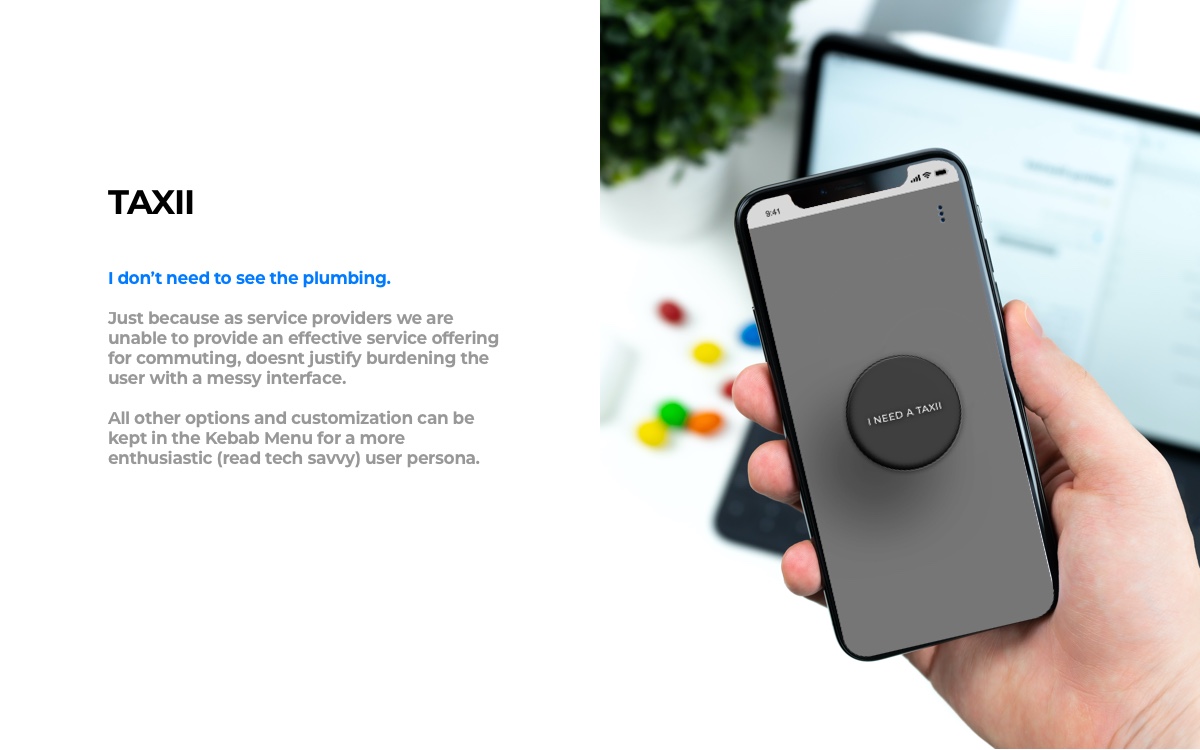 TAXII
I don’t need to see the plumbing.
Just because as service providers we are
unable to provide an effective service offering
for commuting, doesnt justify burdening the
user with a messy interface.
All other options and customization can be
kept in the Kebab Menu for a more
enthusiastic (read tech savvy) user persona.
9:41
I NEED A TAXII